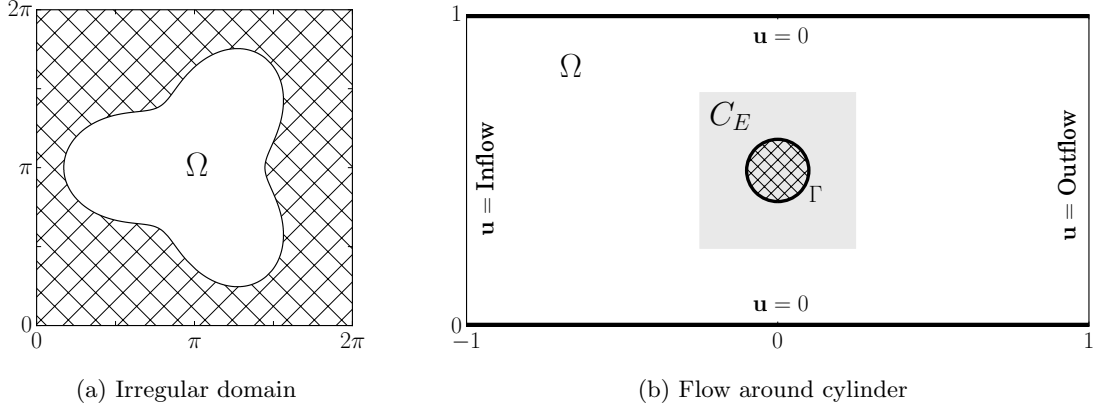 2π
π
0
0
π
2π
Ω
(a) Irregular domain
1
0
−1
0
1
u = 0
Ω
C_E
Γ
u = Inflow
u = Outflow
u = 0
(b) Flow around cylinder